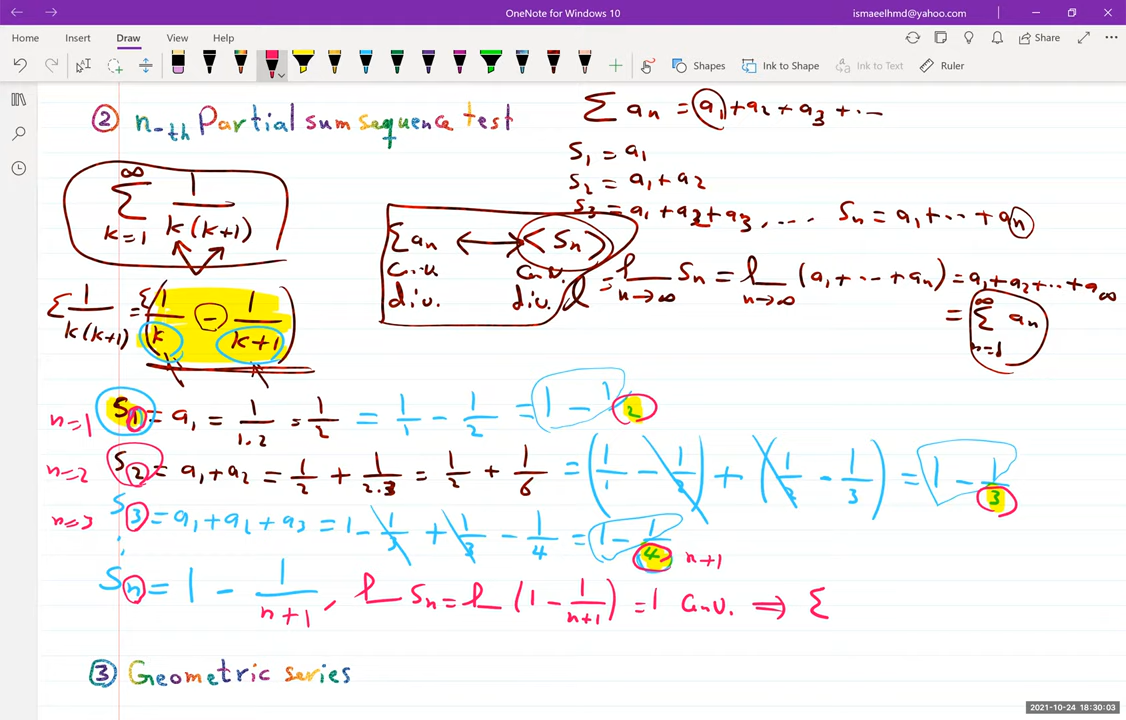 OneNote for Windows 10
ismaeelhmd@yahoo.com
Home Insert Draw View Help
Share
Shapes Ink to Shape Ink to Text Ruler
② n-th Partial sum sequence test
Σ an = a1 + a2 + a3 + ...
S1 = a1
S2 = a1 + a2
S3 = a1 + a2 + a3, .... Sn = a1 + ... + an
∞ Σ k=1 1/k(k+1)
Σ an ⟷ <Sn>
div. div.
l = l n→∞ Sn = l n→∞ (a1 + ... + an) = a1 + a2 + ... + a∞
= ∞ Σ n=1 an
Σ 1/k(k+1) = Σ (1/k - 1/k+1)
n=1 S1 = a1 = 1/1.2 = 1/2 = 1/1 - 1/2 = 1 - 1/2
n=2 S2 = a1 + a2 = 1/2 + 1/2.3 = 1/2 + 1/6 = (1/1 - 1/2) + (1/2 - 1/3) = 1 - 1/3
n=3 S3 = a1 + a2 + a3 = 1 - 1/3 + 1/3 - 1/4 = 1 - 1/4 n+1
⋮
Sn = 1 - 1/n+1, l Sn = l (1 - 1/n+1) = 1 conv. ⇒ Σ
③ Geometric series
2021-10-24 18:30:03